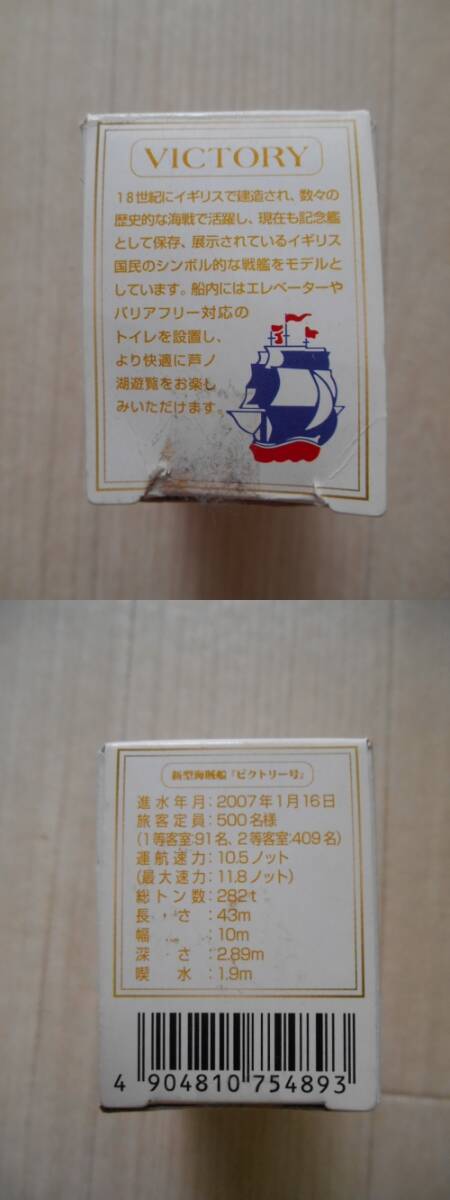 VICTORY
18世紀にイギリスで建造され、数々の
歴史的な海戦で活躍し、現在も記念艦
として保存、展示されているイギリス
国民のシンボル的な戦艦をモデルと
しています。船内にはエレベーターや
バリアフリー対応の
トイレを設置し、
より快適に芦ノ
湖遊覧をお楽し
みいただけます。
新型海賊船『ビクトリー号』
進水年月:2007年1月16日
旅客定員:500名様
(1等客室:91名、2等客室:409名)
運航速力:10.5ノット
(最大速力:11.8ノット)
総トン数:282t
長さ:43m
幅:10m
深さ:2.89m
喫水:1.9m
4 904810 754893